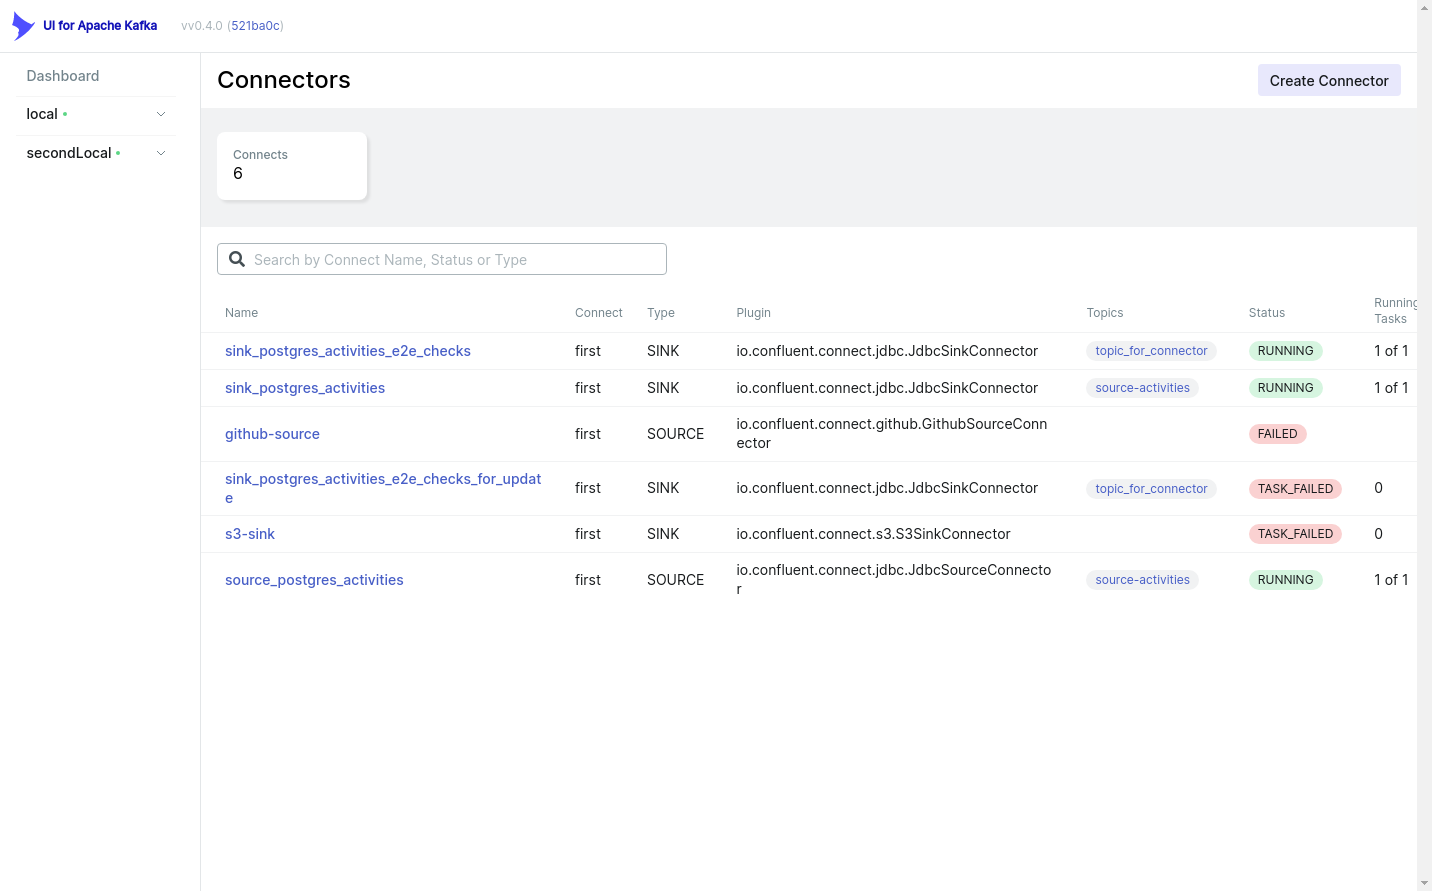 UI for Apache Kafka
vv0.4.0 (521ba0c)
Dashboard
local
secondLocal
Connectors
Create Connector
Connects
6
Search by Connect Name, Status or Type
Name Connect Type Plugin Topics Status Running
Tasks
sink_postgres_activities_e2e_checks first SINK io.confluent.connect.jdbc.JdbcSinkConnector topic_for_connector RUNNING 1 of 1
sink_postgres_activities first SINK io.confluent.connect.jdbc.JdbcSinkConnector source-activities RUNNING 1 of 1
github-source first SOURCE io.confluent.connect.github.GithubSourceConn
ector FAILED
sink_postgres_activities_e2e_checks_for_updat
e first SINK io.confluent.connect.jdbc.JdbcSinkConnector topic_for_connector TASK_FAILED 0
s3-sink first SINK io.confluent.connect.s3.S3SinkConnector TASK_FAILED 0
source_postgres_activities first SOURCE io.confluent.connect.jdbc.JdbcSourceConnecto
r source-activities RUNNING 1 of 1